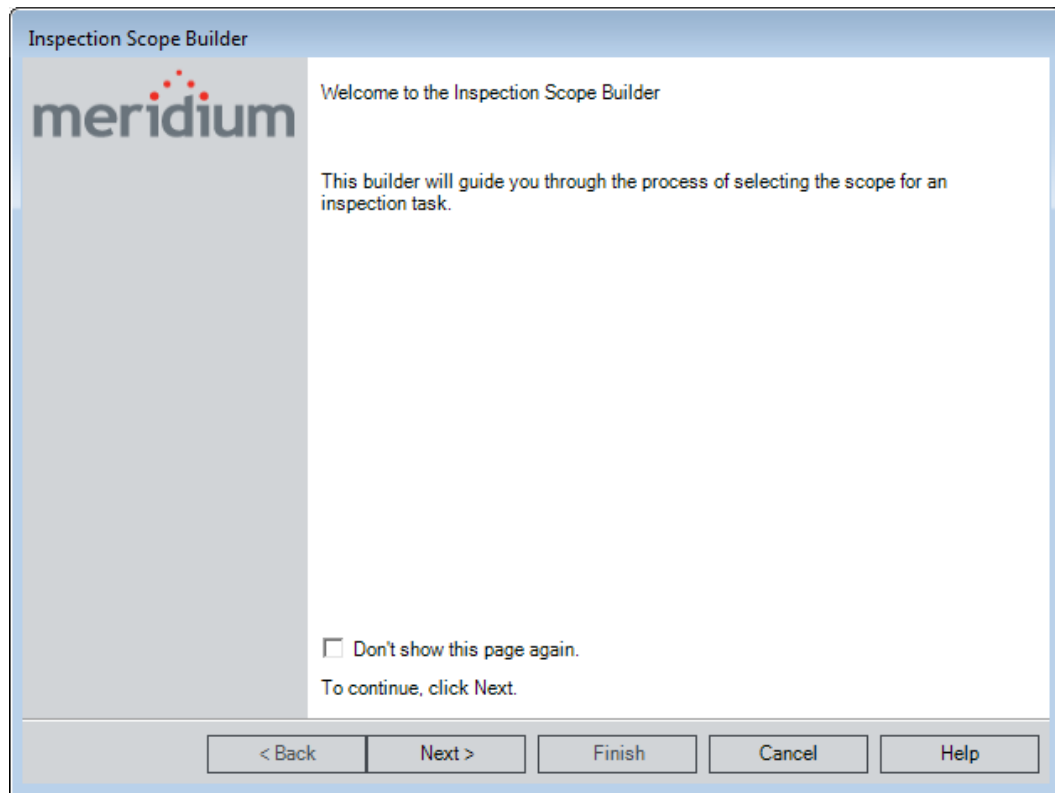 Inspection Scope Builder
meridium
Welcome to the Inspection Scope Builder
This builder will guide you through the process of selecting the scope for an
inspection task.
Don't show this page again.
To continue, click Next.
< Back
Next >
Finish
Cancel
Help